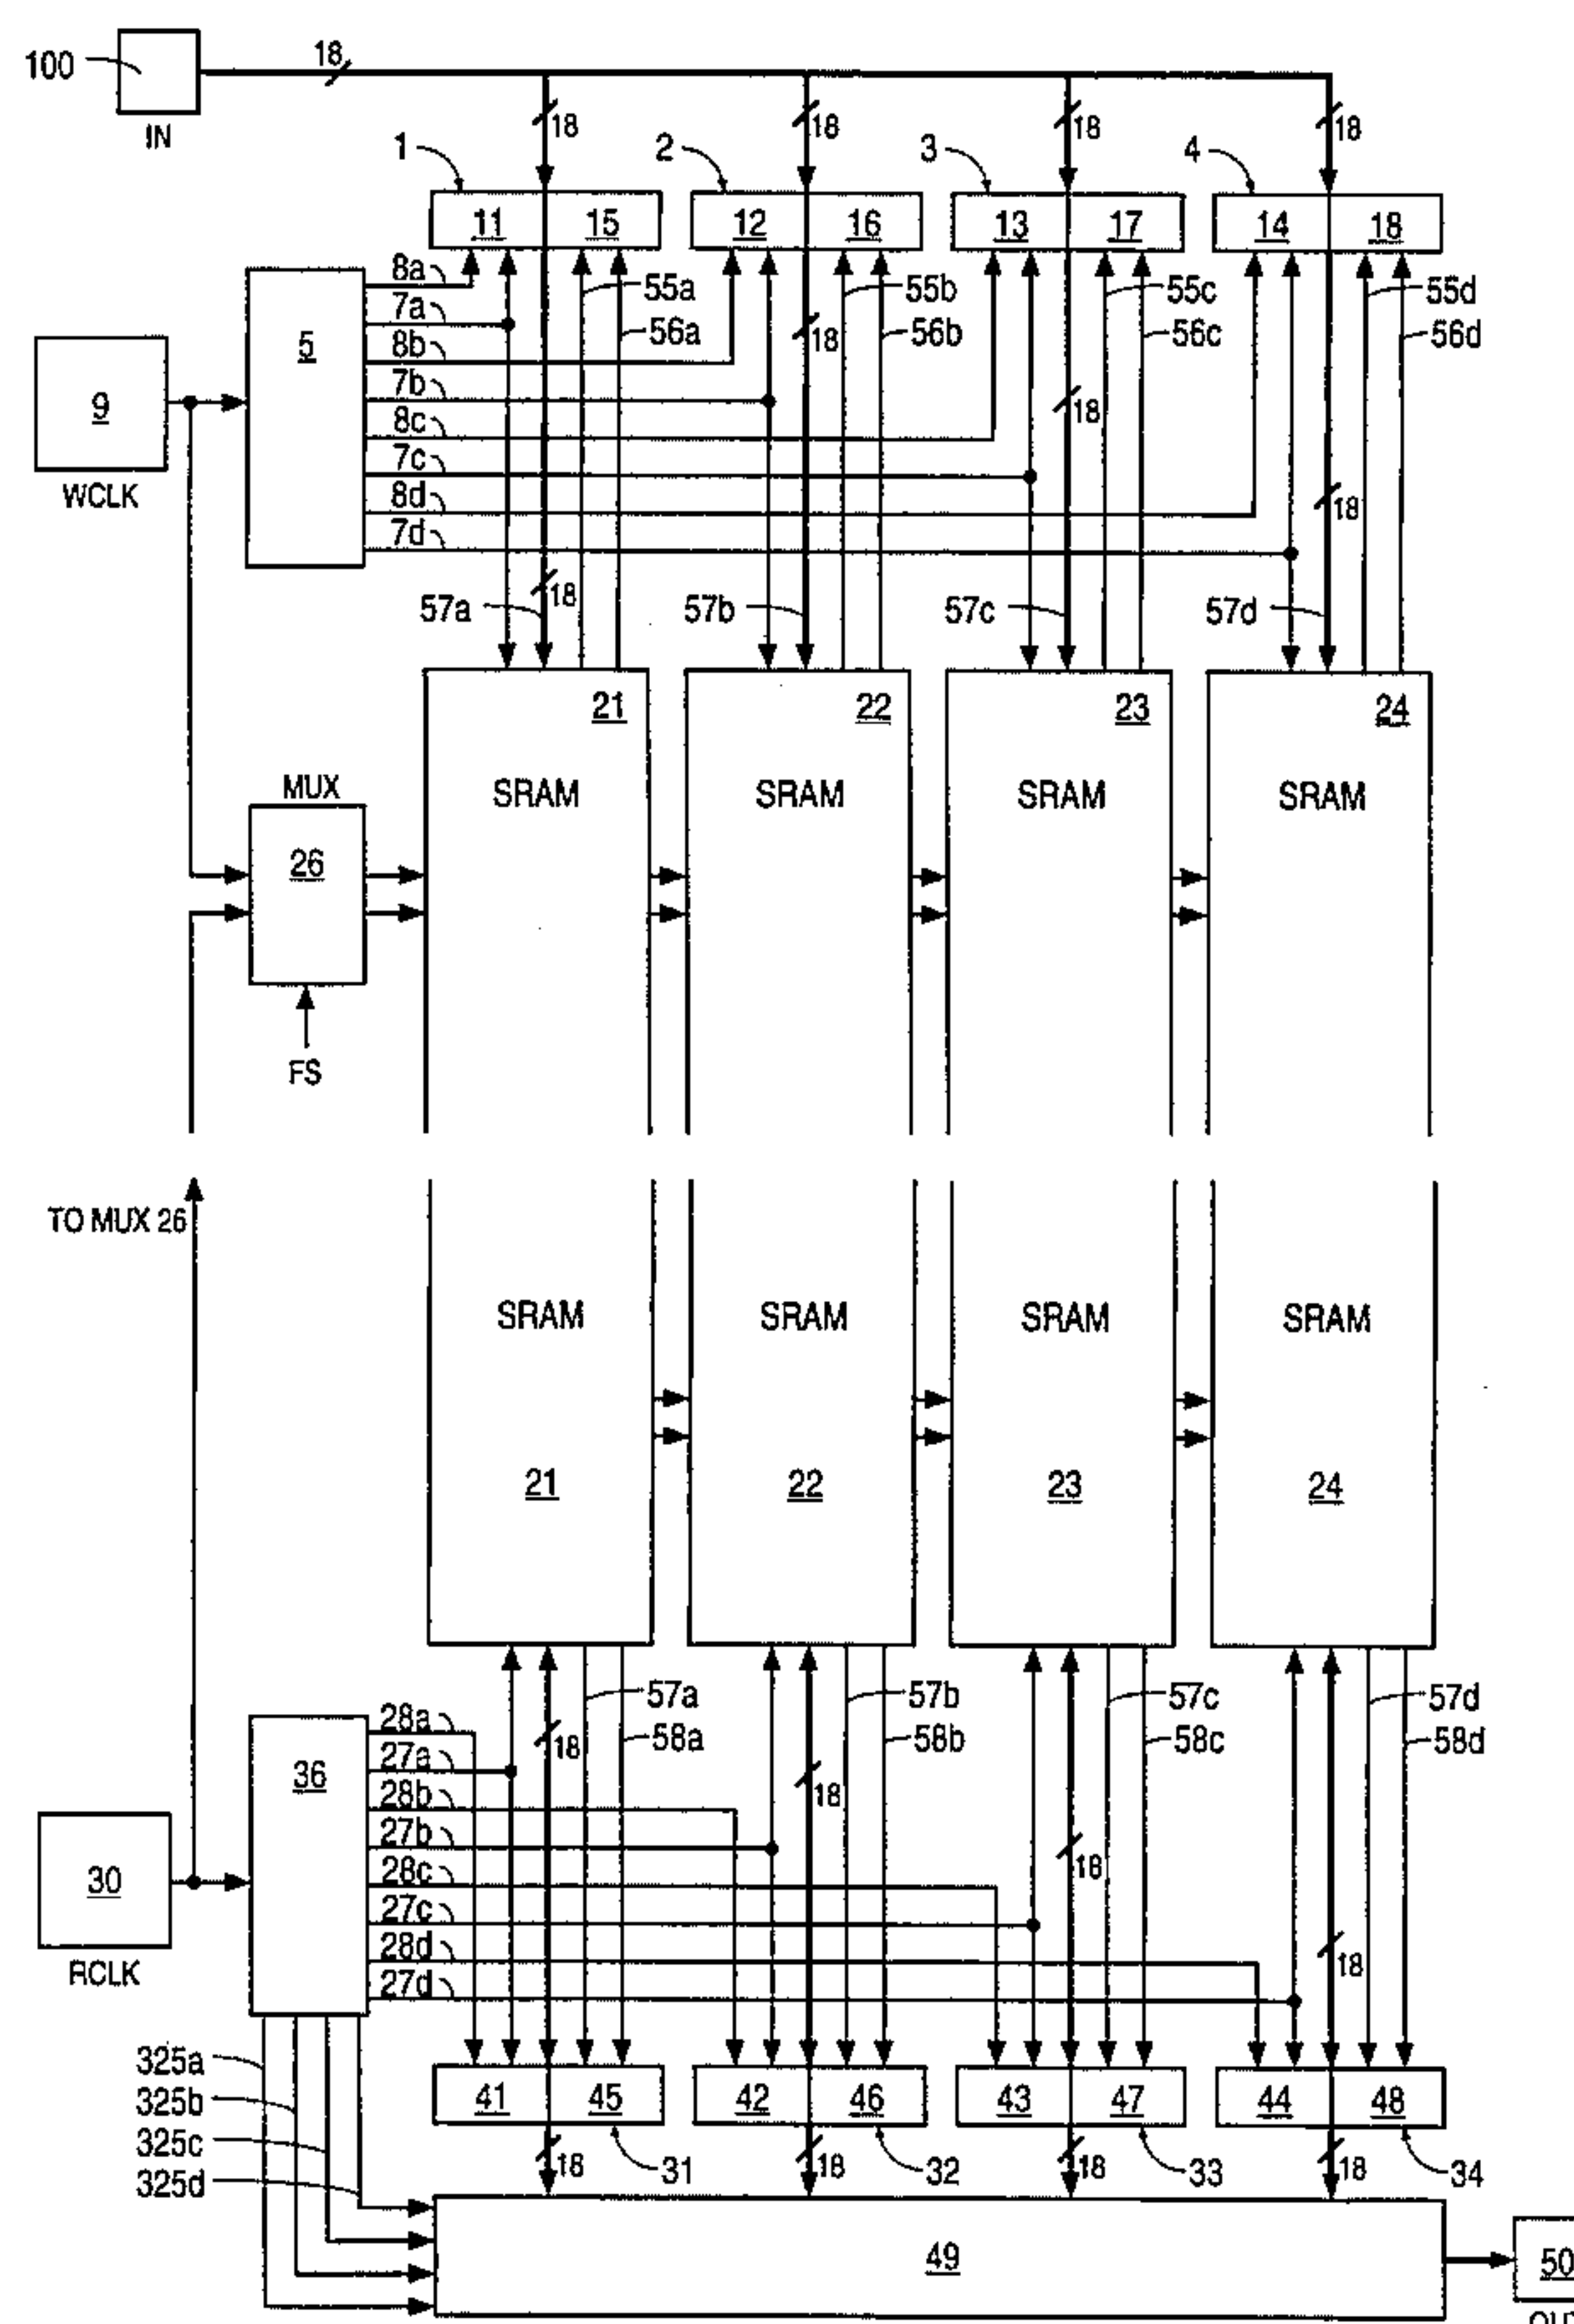 100
IN
18
18
18
18
18
1
2
3
4
11
15
12
16
13
17
14
18
8a
7a
8b
7b
8c
7c
8d
7d
5
9
WCLK
55a
56a
55b
56b
55c
56c
55d
56d
18
18
18
18
57a
57b
57c
57d
21
22
23
24
SRAM
SRAM
SRAM
SRAM
MUX
26
FS
TO MUX 26
SRAM
SRAM
SRAM
SRAM
21
22
23
24
57a
58a
57b
58b
57c
58c
57d
58d
28a
27a
28b
27b
28c
27c
28d
27d
36
30
RCLK
18
18
18
18
325a
325b
325c
325d
41
45
42
46
43
47
44
48
18
31
18
32
18
33
18
34
49
50